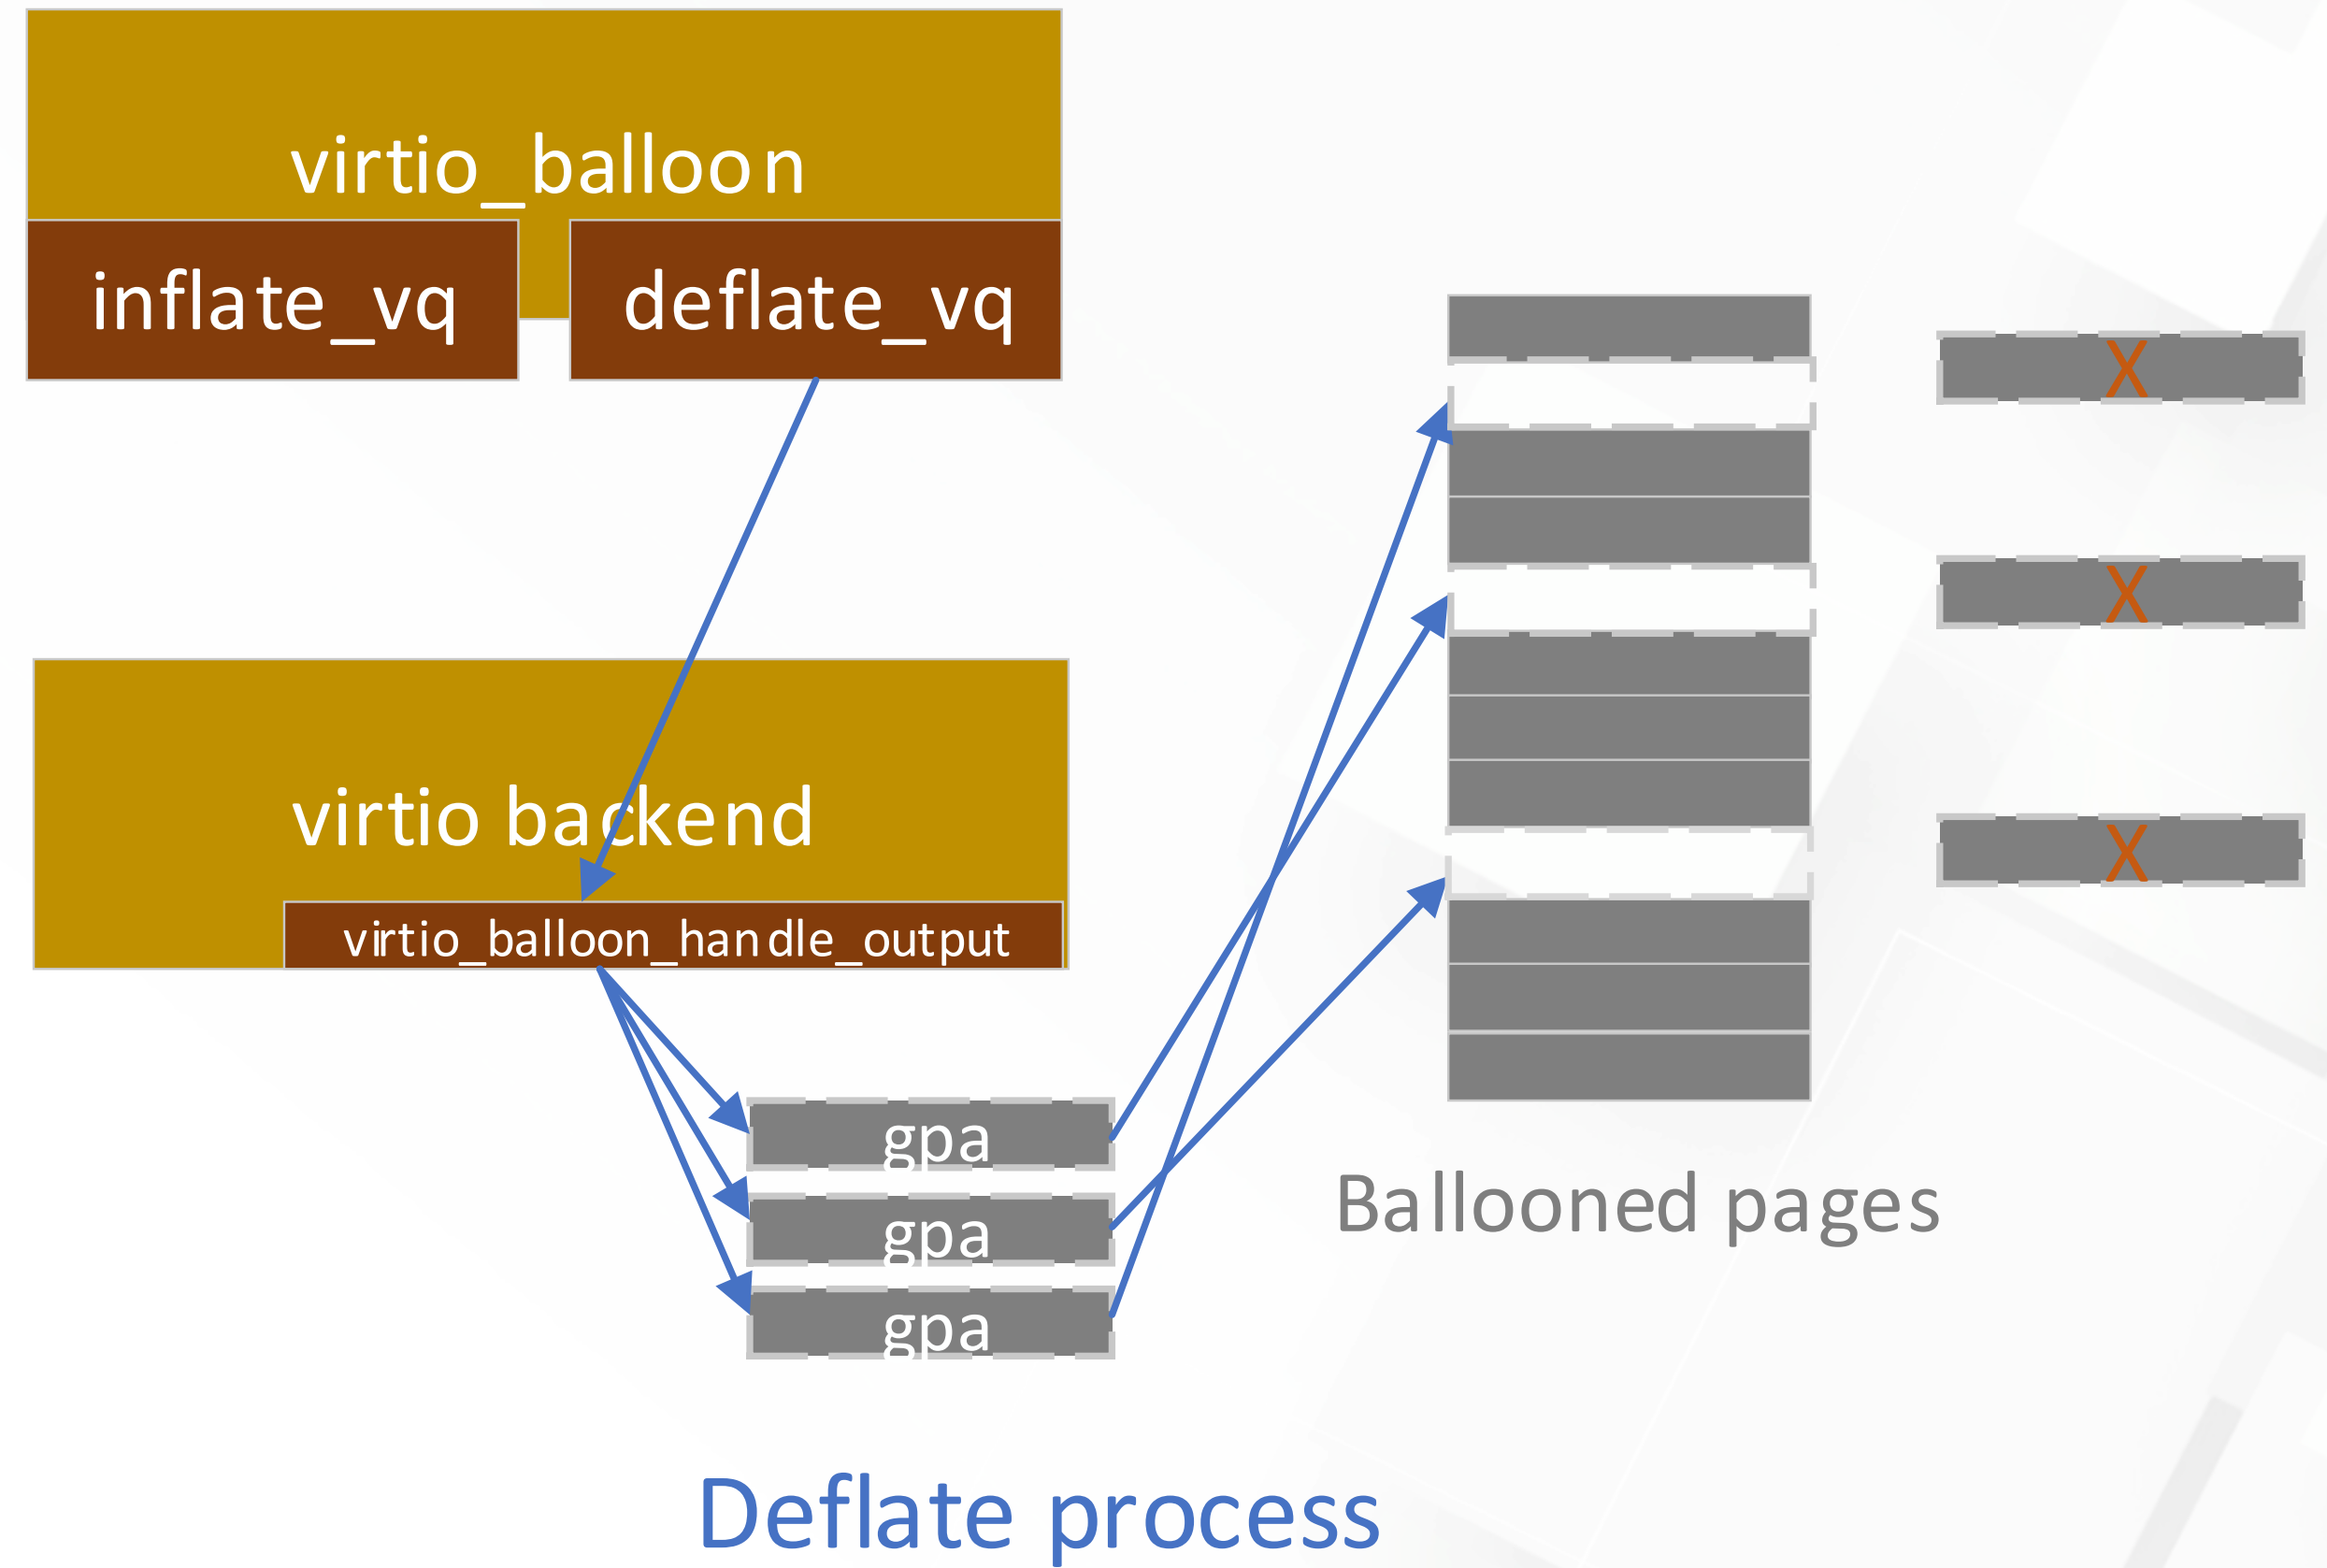 virtio_balloon
inflate_vq
deflate_vq
virtio backend
virtio_balloon_handle_output
X
X
X
gpa
gpa
gpa
Ballooned pages
Deflate process